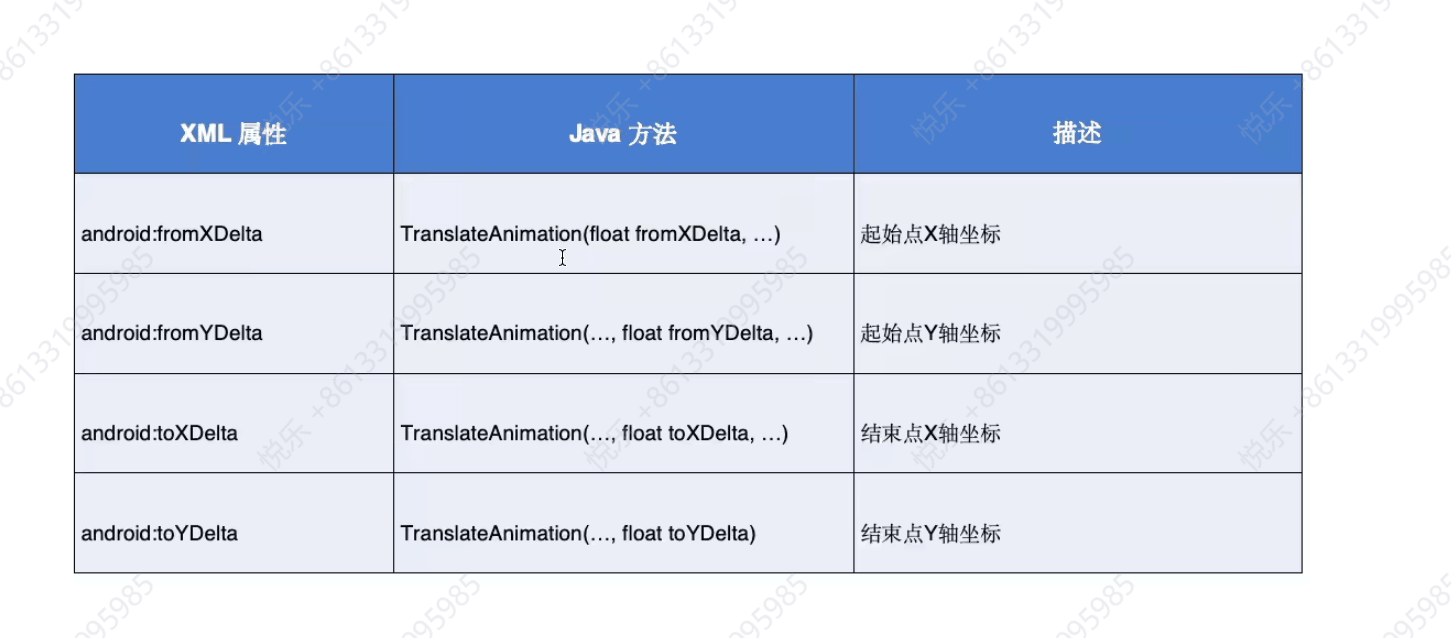 XML 属性 Java 方法 描述
android:fromXDelta TranslateAnimation(float fromXDelta, …) 起始点X轴坐标
android:fromYDelta TranslateAnimation(…, float fromYDelta, …) 起始点Y轴坐标
android:toXDelta TranslateAnimation(…, float toXDelta, …) 结束点X轴坐标
android:toYDelta TranslateAnimation(…, float toYDelta) 结束点Y轴坐标
悦乐 +8613319995985